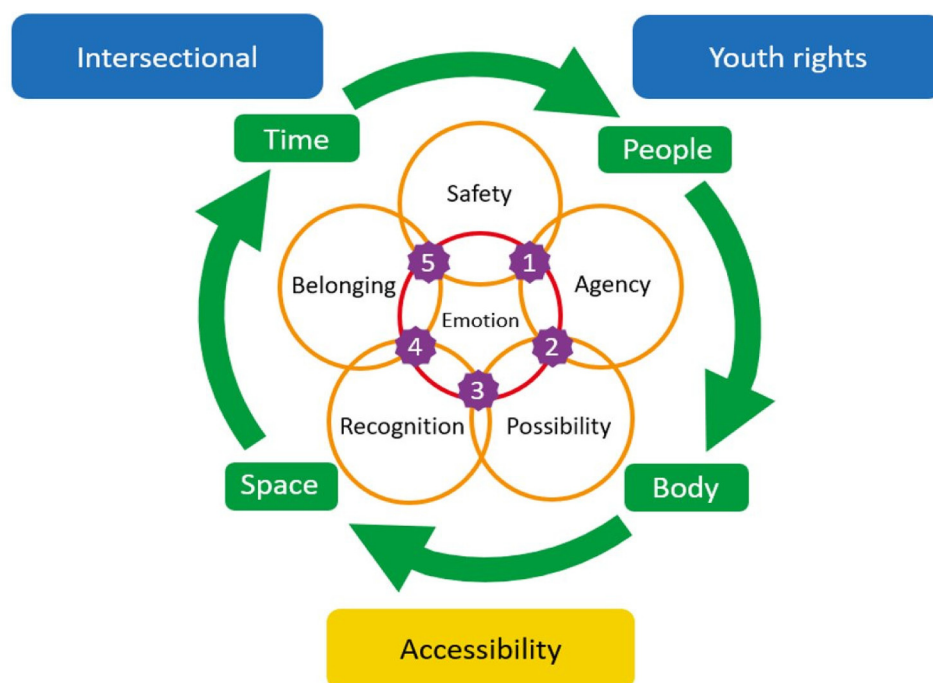 Intersectional
Youth rights
Time
People
Safety
5
1
Belonging
Agency
Emotion
4
2
3
Recognition
Possibility
Space
Body
Accessibility